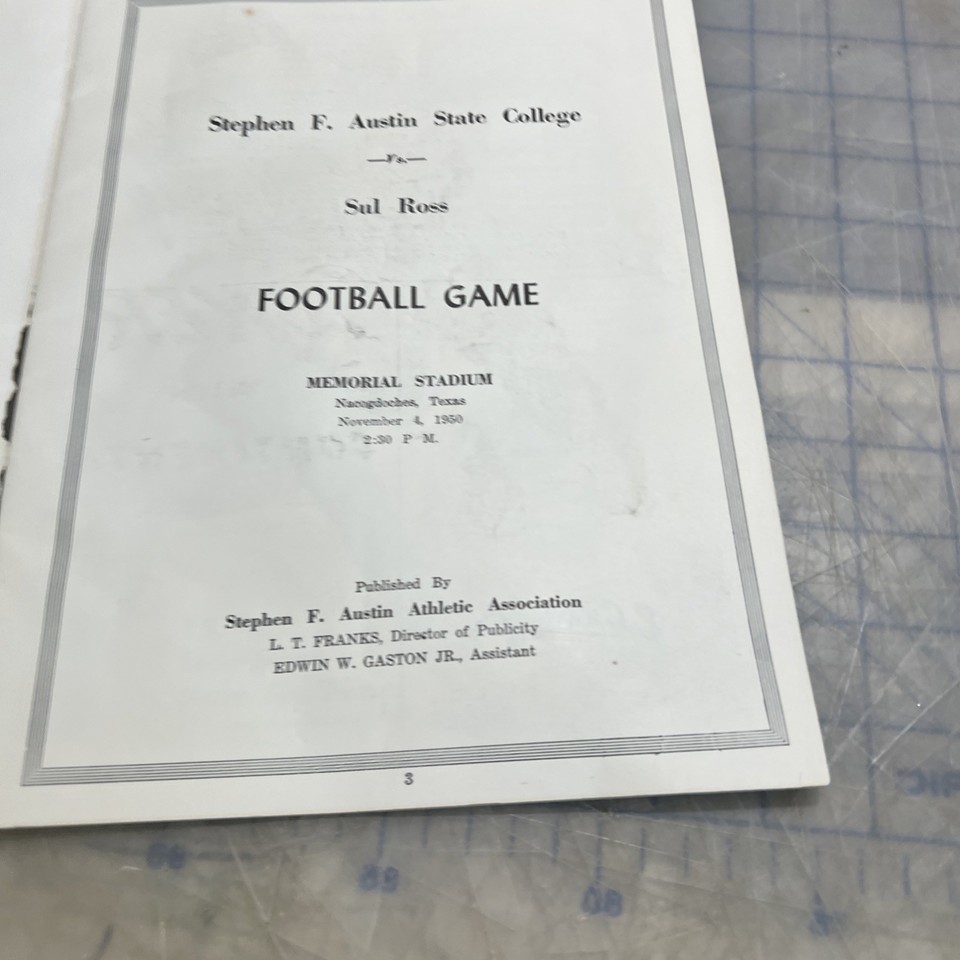 Stephen F. Austin State College
—Vs.—
Sul Ross
FOOTBALL GAME
MEMORIAL STADIUM
Nacogdoches, Texas
November 4, 1950
2:30 P M.
Published By
Stephen F. Austin Athletic Association
L. T. FRANKS, Director of Publicity
EDWIN W. GASTON JR., Assistant
3